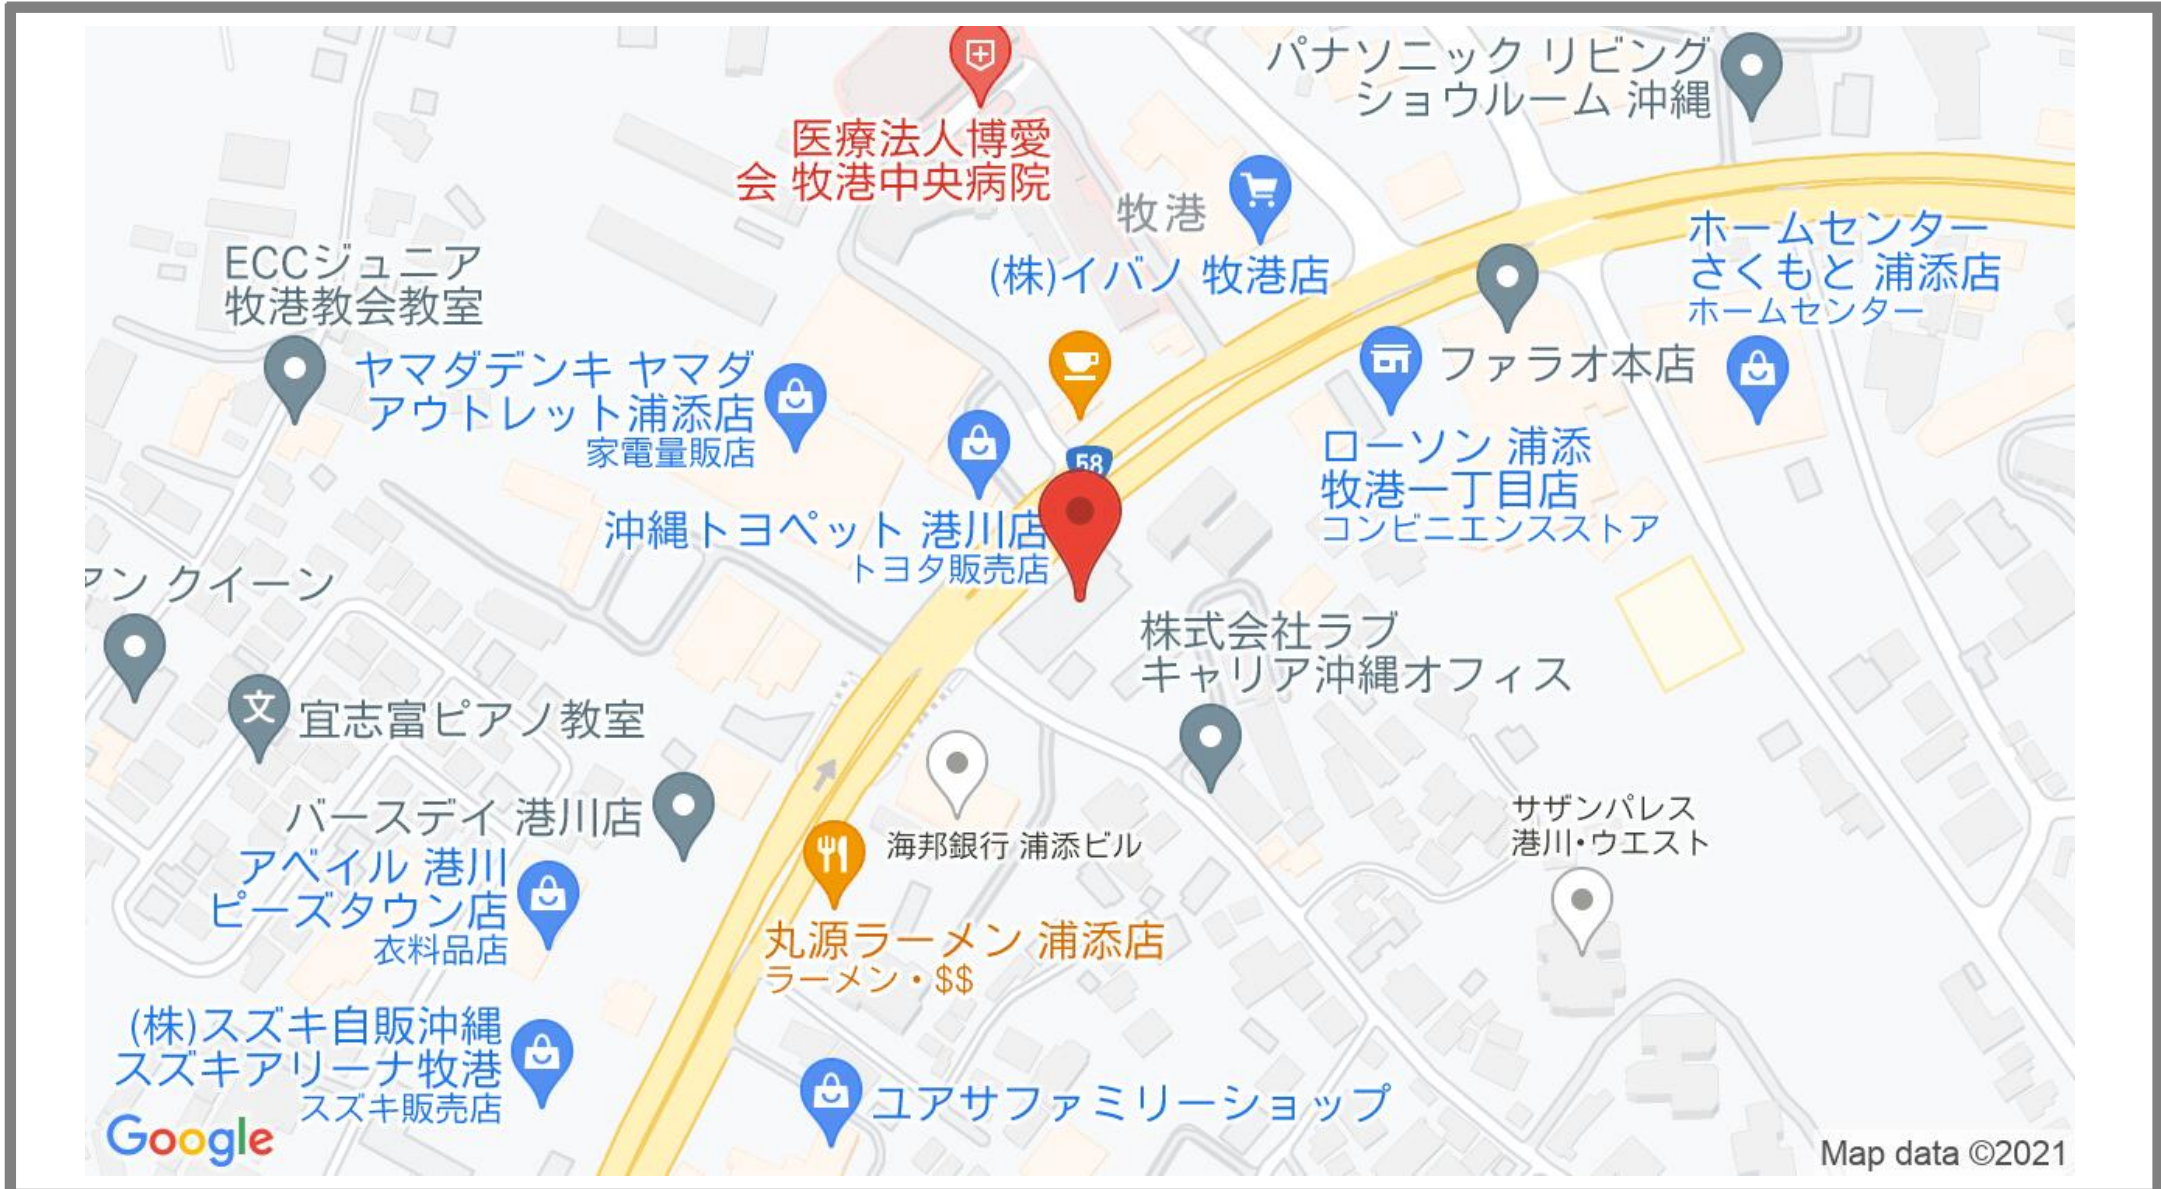 パナソニック リビング
ショウルーム 沖縄
医療法人博愛
会 牧港中央病院
牧港
(株)イバノ 牧港店
ホームセンター
さくもと 浦添店
ホームセンター
ECCジュニア
牧港教会教室
ヤマダデンキ ヤマダ
アウトレット浦添店
家電量販店
ファラオ本店
58
ローソン 浦添
牧港一丁目店
コンビニエンスストア
沖縄トヨペット 港川店
トヨタ販売店
アン クイーン
株式会社ラブ
キャリア沖縄オフィス
文
宜志富ピアノ教室
バースデイ 港川店
海邦銀行 浦添ビル
サザンパレス
港川・ウエスト
アベイル 港川
ピーズタウン店
衣料品店
丸源ラーメン 浦添店
ラーメン・$$
(株)スズキ自販沖縄
スズキアリーナ牧港
スズキ販売店
ユアサファミリーショップ
Google
Map data ©2021